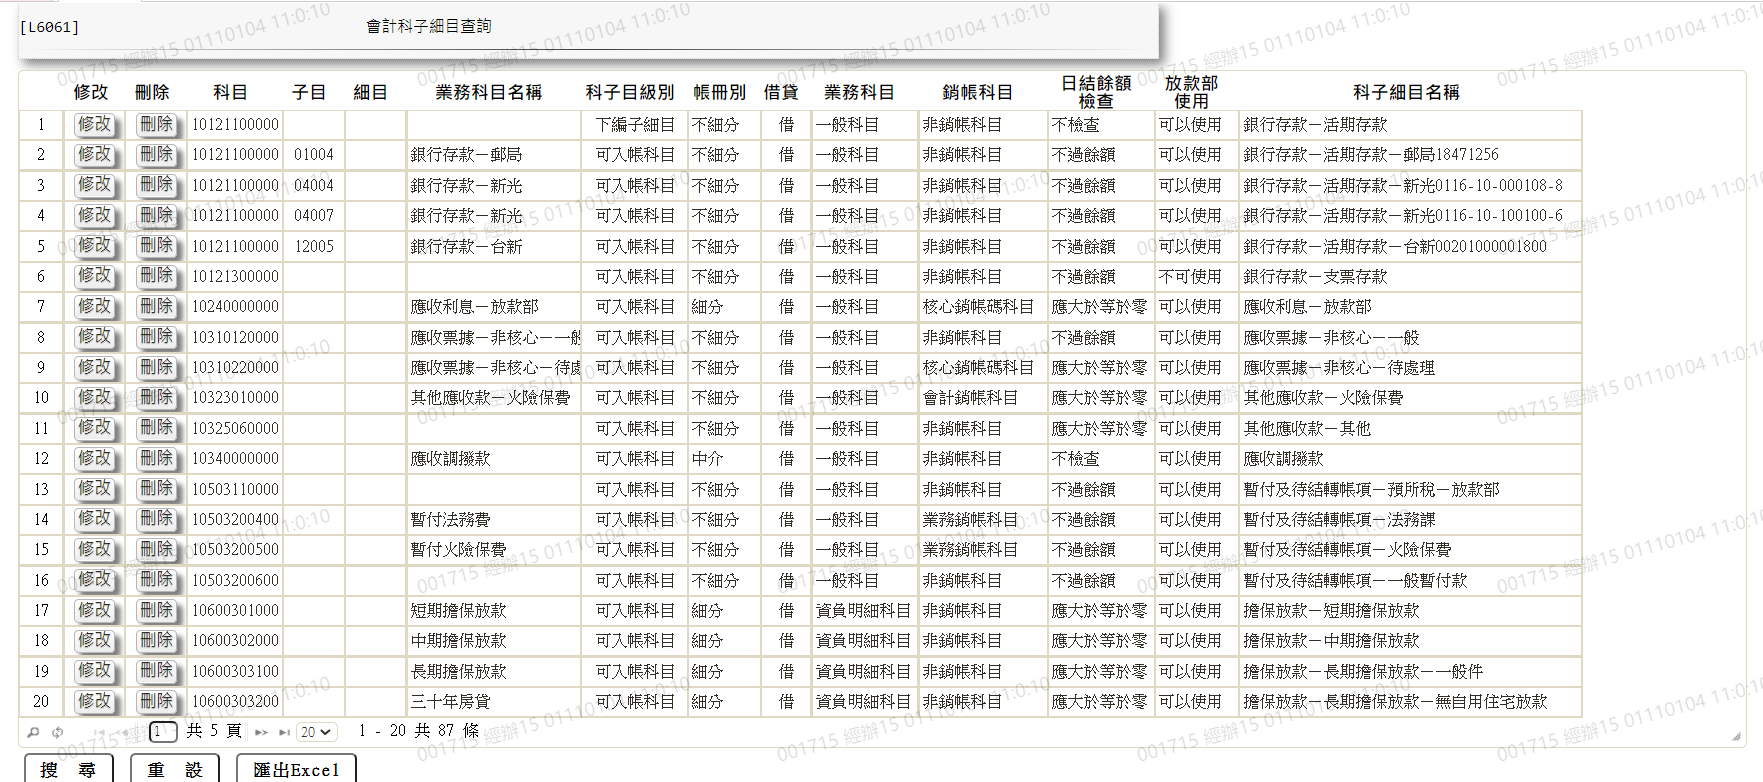 [L6061] 會計科子細目查詢
修改 刪除 科目 子目 細目 業務科目名稱 科子目級別 帳冊別 借貸 業務科目 銷帳科目 日結餘額檢查 放款部使用 科子細目名稱
1 修改 刪除 10121100000 下編子細目 不細分 借 一般科目 非銷帳科目 不檢查 可以使用 銀行存款－活期存款
2 修改 刪除 10121100000 01004 銀行存款－郵局 可入帳科目 不細分 借 一般科目 非銷帳科目 不過餘額 可以使用 銀行存款－活期存款－郵局18471256
3 修改 刪除 10121100000 04004 銀行存款－新光 可入帳科目 不細分 借 一般科目 非銷帳科目 不過餘額 可以使用 銀行存款－活期存款－新光0116-10-000108-8
4 修改 刪除 10121100000 04007 銀行存款－新光 可入帳科目 不細分 借 一般科目 非銷帳科目 不過餘額 可以使用 銀行存款－活期存款－新光0116-10-100100-6
5 修改 刪除 10121100000 12005 銀行存款－台新 可入帳科目 不細分 借 一般科目 非銷帳科目 不過餘額 可以使用 銀行存款－活期存款－台新00201000001800
6 修改 刪除 10121300000 可入帳科目 不細分 借 一般科目 非銷帳科目 不過餘額 不可使用 銀行存款－支票存款
7 修改 刪除 10240000000 應收利息－放款部 可入帳科目 細分 借 一般科目 核心銷帳碼科目 應大於等於零 可以使用 應收利息－放款部
8 修改 刪除 10310120000 應收票據－非核心－一般 可入帳科目 不細分 借 一般科目 非銷帳科目 不過餘額 可以使用 應收票據－非核心－一般
9 修改 刪除 10310220000 應收票據－非核心－待處 可入帳科目 不細分 借 一般科目 核心銷帳碼科目 應大於等於零 可以使用 應收票據－非核心－待處理
10 修改 刪除 10323010000 其他應收款－火險保費 可入帳科目 不細分 借 一般科目 會計銷帳科目 應大於等於零 可以使用 其他應收款－火險保費
11 修改 刪除 10325060000 可入帳科目 不細分 借 一般科目 非銷帳科目 應大於等於零 可以使用 其他應收款－其他
12 修改 刪除 10340000000 應收調撥款 可入帳科目 中介 借 一般科目 非銷帳科目 不檢查 可以使用 應收調撥款
13 修改 刪除 10503110000 可入帳科目 不細分 借 一般科目 非銷帳科目 不過餘額 可以使用 暫付及待結轉帳項－預所稅－放款部
14 修改 刪除 10503200400 暫付法務費 可入帳科目 不細分 借 一般科目 業務銷帳科目 不過餘額 可以使用 暫付及待結轉帳項－法務課
15 修改 刪除 10503200500 暫付火險保費 可入帳科目 不細分 借 一般科目 業務銷帳科目 不過餘額 可以使用 暫付及待結轉帳項－火險保費
16 修改 刪除 10503200600 可入帳科目 不細分 借 一般科目 非銷帳科目 不過餘額 可以使用 暫付及待結轉帳項－一般暫付款
17 修改 刪除 10600301000 短期擔保放款 可入帳科目 細分 借 資負明細科目 非銷帳科目 應大於等於零 可以使用 擔保放款－短期擔保放款
18 修改 刪除 10600302000 中期擔保放款 可入帳科目 細分 借 資負明細科目 非銷帳科目 應大於等於零 可以使用 擔保放款－中期擔保放款
19 修改 刪除 10600303100 長期擔保放款 可入帳科目 細分 借 資負明細科目 非銷帳科目 應大於等於零 可以使用 擔保放款－長期擔保放款－一般件
20 修改 刪除 10600303200 三十年房貸 可入帳科目 細分 借 資負明細科目 非銷帳科目 應大於等於零 可以使用 擔保放款－長期擔保放款－無自用住宅放款
1 共 5 頁 20 1 - 20 共 87 條
搜 尋 重 設 匯出Excel
001715 經辦15 01110104 11:0:10